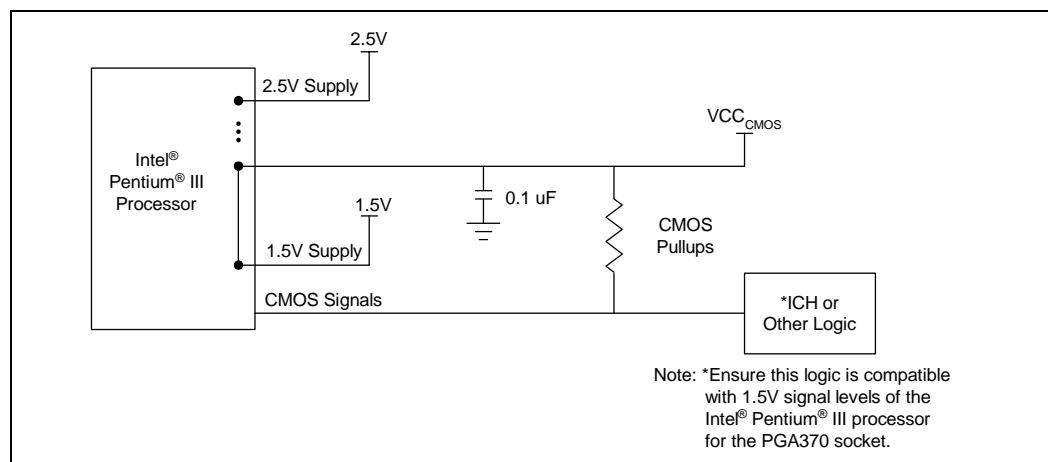 2.5V
2.5V Supply
VCC_CMOS
Intel®
Pentium® III
Processor
0.1 uF
1.5V
CMOS
Pullups
1.5V Supply
CMOS Signals
*ICH or
Other Logic
Note: *Ensure this logic is compatible
with 1.5V signal levels of the
Intel® Pentium® III processor
for the PGA370 socket.